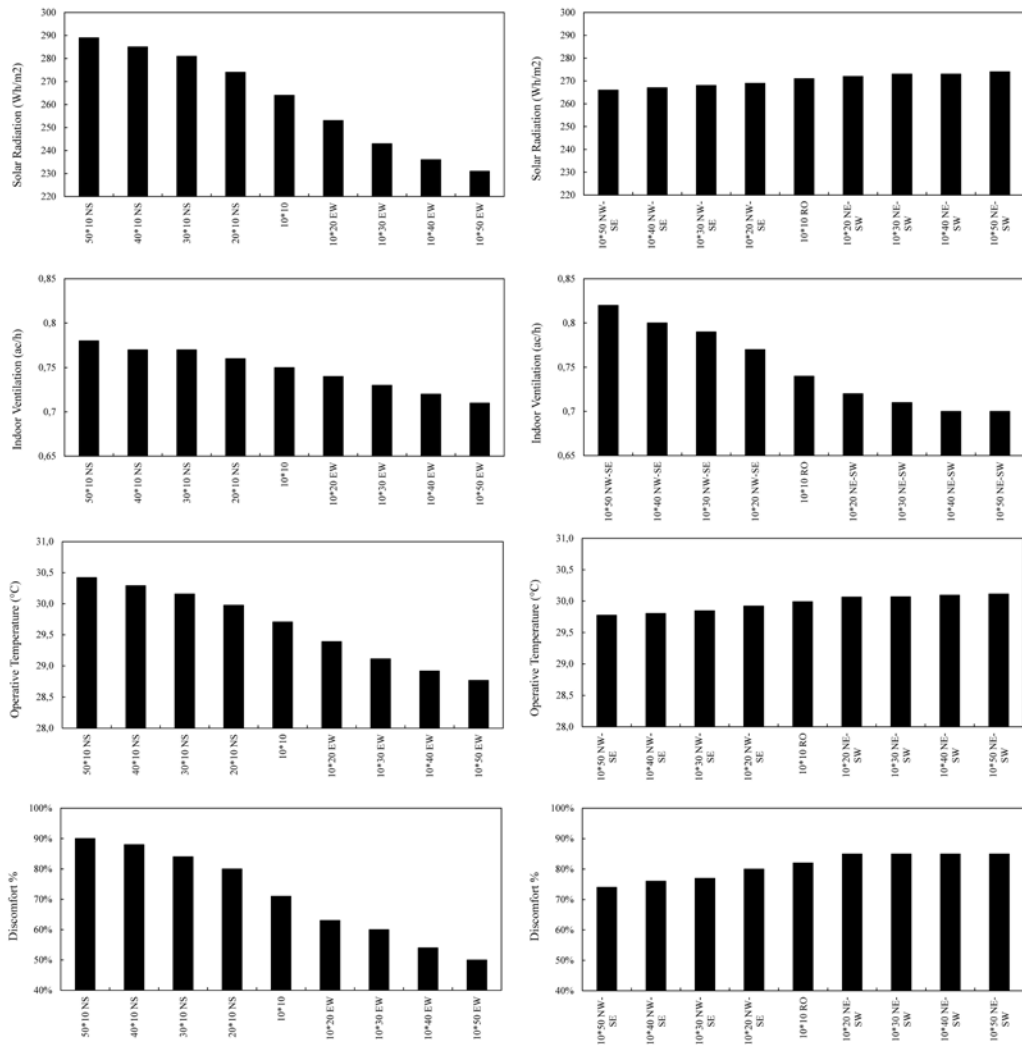 Solar Radiation (Wh/m2)
300
290
280
270
260
250
240
230
220
50*10 NS
40*10 NS
30*10 NS
20*10 NS
10*10
10*20 EW
10*30 EW
10*40 EW
10*50 EW
Solar Radiation (Wh/m2)
300
290
280
270
260
250
240
230
220
10*50 NW-
SE
10*40 NW-
SE
10*30 NW-
SE
10*20 NW-
SE
10*10 RO
10*20 NE-
SW
10*30 NE-
SW
10*40 NE-
SW
10*50 NE-
SW
Indoor Ventilation (ac/h)
0,85
0,8
0,75
0,7
0,65
50*10 NS
40*10 NS
30*10 NS
20*10 NS
10*10
10*20 EW
10*30 EW
10*40 EW
10*50 EW
Indoor Ventilation (ac/h)
0,85
0,8
0,75
0,7
0,65
10*50 NW-SE
10*40 NW-SE
10*30 NW-SE
10*20 NW-SE
10*10 RO
10*20 NE-SW
10*30 NE-SW
10*40 NE-SW
10*50 NE-SW
Operative Temperature (°C)
31,0
30,5
30,0
29,5
29,0
28,5
28,0
50*10 NS
40*10 NS
30*10 NS
20*10 NS
10*10
10*20 EW
10*30 EW
10*40 EW
10*50 EW
Operative Temperature (°C)
31,0
30,5
30,0
29,5
29,0
28,5
28,0
10*50 NW-
SE
10*40 NW-
SE
10*30 NW-
SE
10*20 NW-
SE
10*10 RO
10*20 NE-
SW
10*30 NE-
SW
10*40 NE-
SW
10*50 NE-
SW
Discomfort %
100%
90%
80%
70%
60%
50%
40%
50*10 NS
40*10 NS
30*10 NS
20*10 NS
10*10
10*20 EW
10*30 EW
10*40 EW
10*50 EW
Discomfort %
100%
90%
80%
70%
60%
50%
40%
10*50 NW-
SE
10*40 NW-
SE
10*30 NW-
SE
10*20 NW-
SE
10*10 RO
10*20 NE-
SW
10*30 NE-
SW
10*40 NE-
SW
10*50 NE-
SW